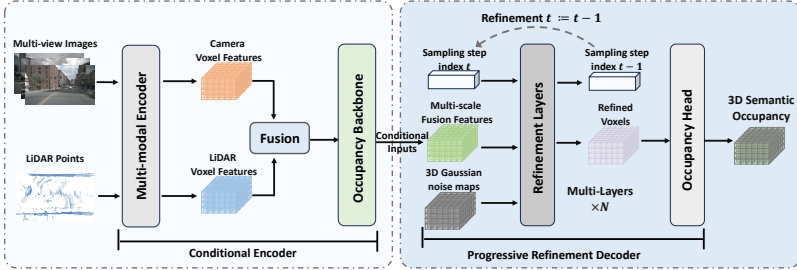 Multi-view Images
LiDAR Points
Multi-modal Encoder
Camera
Voxel Features
LiDAR
Voxel Features
Fusion
Occupancy Backbone
Conditional Encoder
Conditional
Inputs
Refinement t := t − 1
Sampling step
index t
Sampling step
index t − 1
Multi-scale
Fusion Features
3D Gaussian
noise maps
Refinement Layers
Refined
Voxels
Multi-Layers
×N
Occupancy Head
3D Semantic
Occupancy
Progressive Refinement Decoder